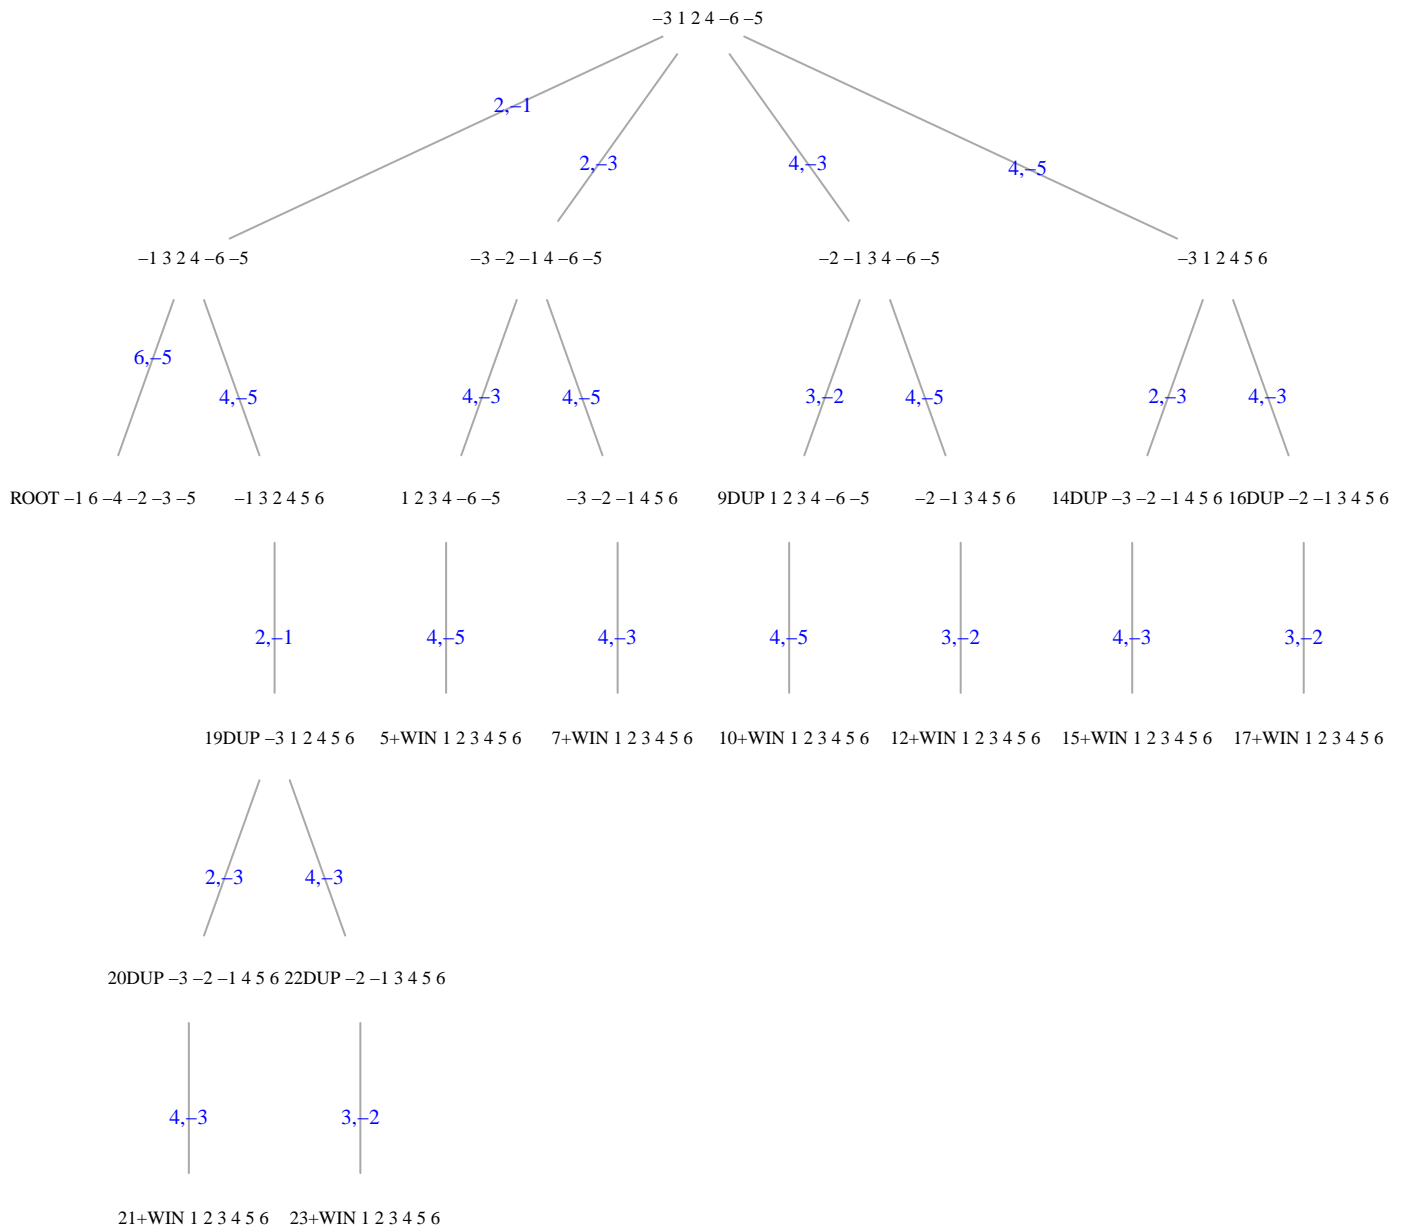 −3 1 2 4 −6 −5
2,−1
2,−3
4,−3
4,−5
−1 3 2 4 −6 −5
−3 −2 −1 4 −6 −5
−2 −1 3 4 −6 −5
−3 1 2 4 5 6
6,−5
4,−5
4,−3
4,−5
3,−2
4,−5
2,−3
4,−3
ROOT −1 6 −4 −2 −3 −5
−1 3 2 4 5 6
1 2 3 4 −6 −5
−3 −2 −1 4 5 6
9DUP 1 2 3 4 −6 −5
−2 −1 3 4 5 6
14DUP −3 −2 −1 4 5 6
16DUP −2 −1 3 4 5 6
2,−1
4,−5
4,−3
4,−5
3,−2
4,−3
3,−2
19DUP −3 1 2 4 5 6
5+WIN 1 2 3 4 5 6
7+WIN 1 2 3 4 5 6
10+WIN 1 2 3 4 5 6
12+WIN 1 2 3 4 5 6
15+WIN 1 2 3 4 5 6
17+WIN 1 2 3 4 5 6
2,−3
4,−3
20DUP −3 −2 −1 4 5 6
22DUP −2 −1 3 4 5 6
4,−3
3,−2
21+WIN 1 2 3 4 5 6
23+WIN 1 2 3 4 5 6